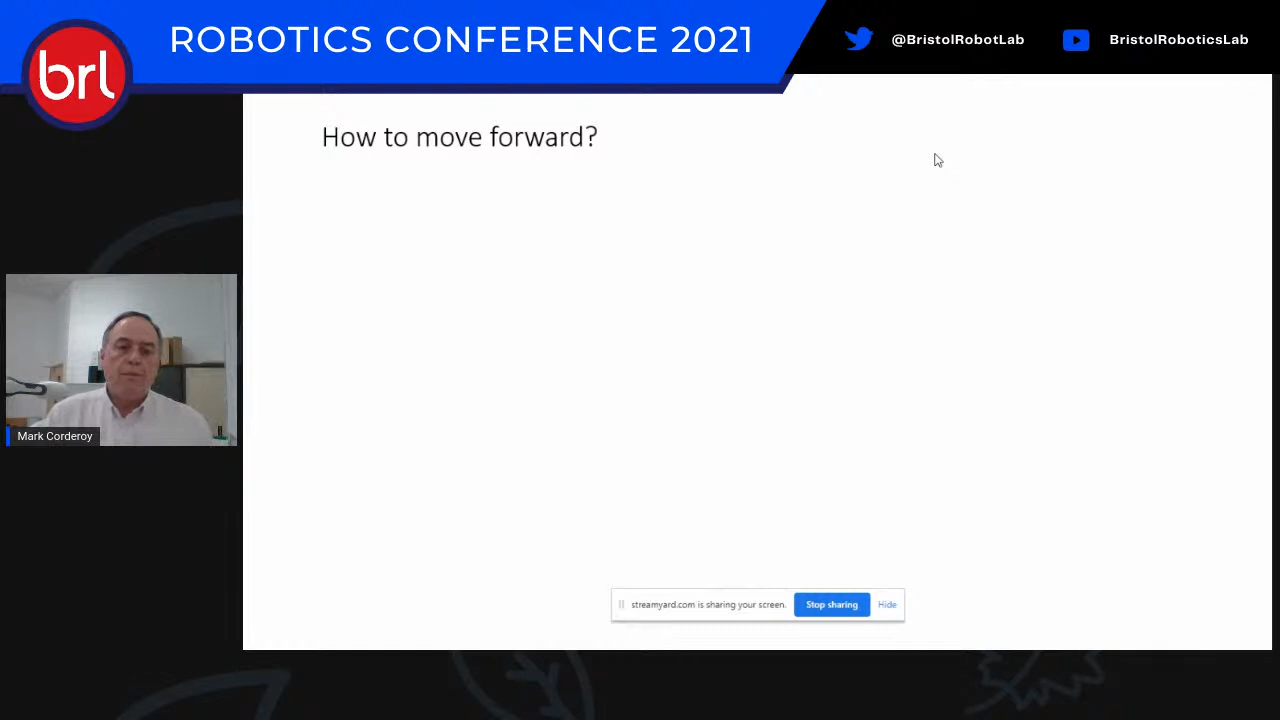 ROBOTICS CONFERENCE 2021
@BristolRobotLab
BristolRoboticsLab
brl
How to move forward?
Mark Corderoy
streamyard.com is sharing your screen.
Stop sharing
Hide